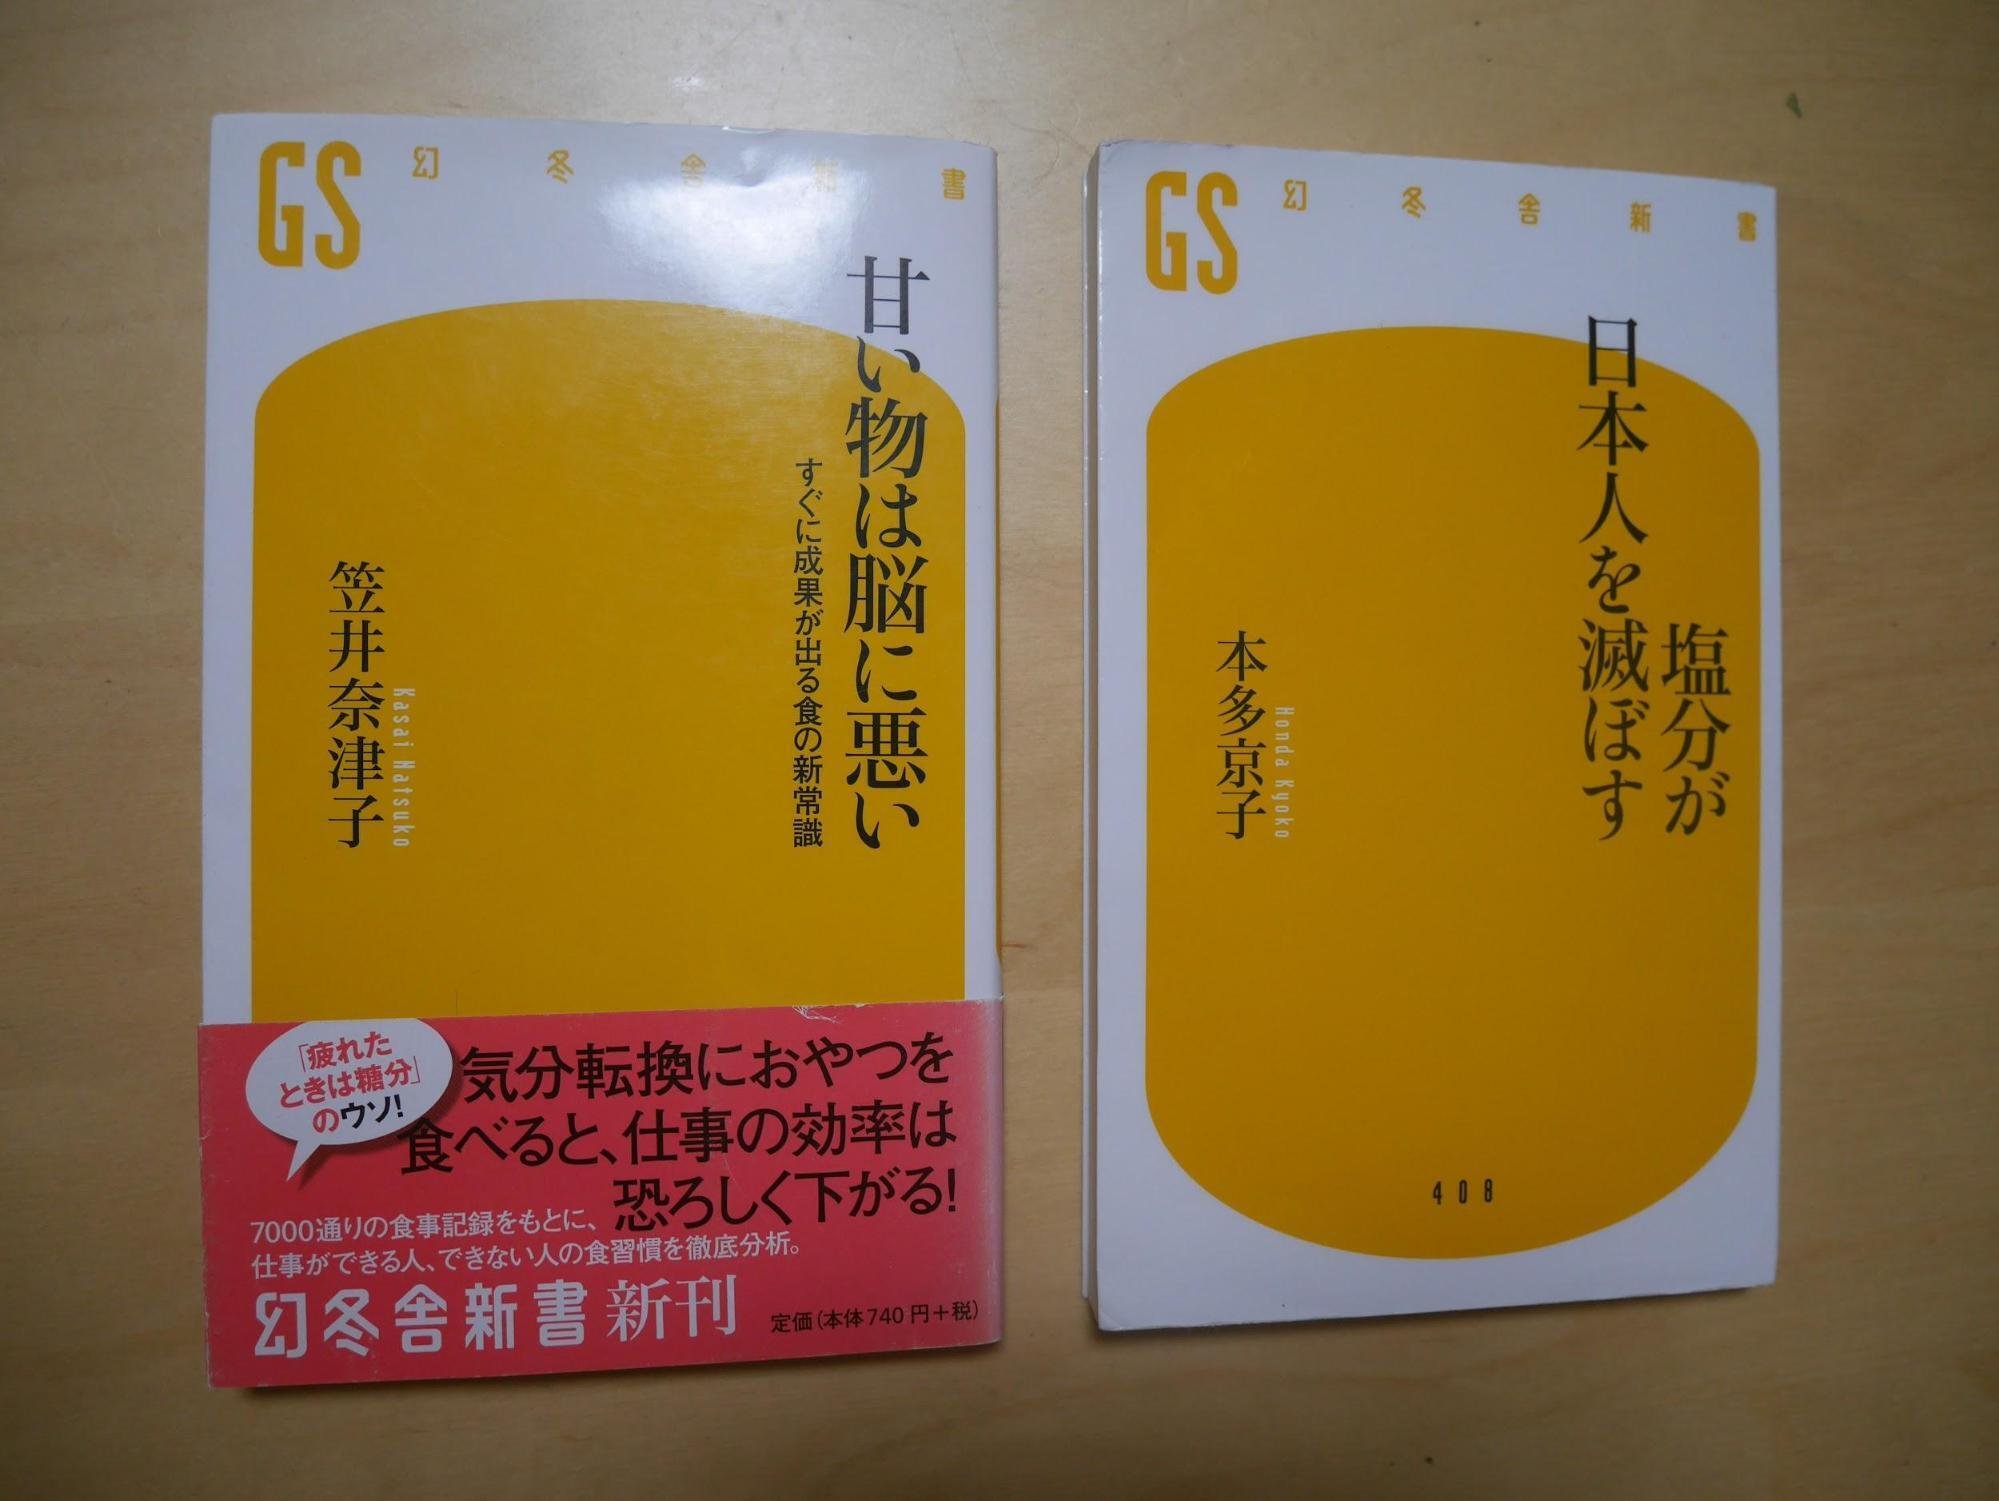 GS
幻冬舎新書
甘い物は脳に悪い
すぐに成果が出る食の新常識
笠井奈津子
Kasai Natsuko
「疲れた
ときは糖分」
のウソ!
気分転換におやつを
食べると、仕事の効率は
恐ろしく下がる!
7000通りの食事記録をもとに、
仕事ができる人、できない人の食習慣を徹底分析。
幻冬舎新書 新刊
定価(本体740円+税)
GS
幻冬舎新書
塩分が
日本人を滅ぼす
本多京子
Honda Kyoko
408